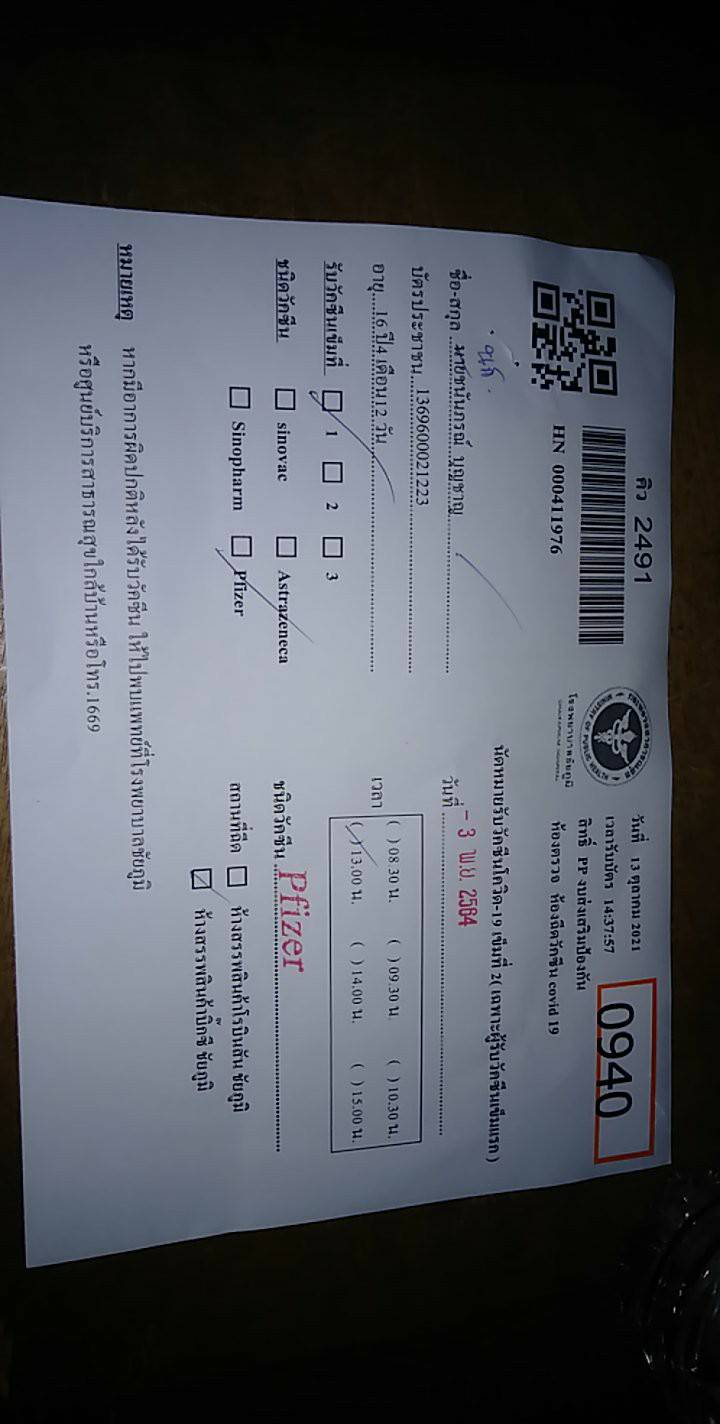 คิว 2491
HN 000411976
โรงพยาบาลชัยภูมิ
วันที่ 13 ตุลาคม 2021
เวลารับบัตร 14:37:57
สิทธิ์ PP งบส่งเสริมป้องกัน
ห้องตรวจ ห้องฉีดวัคซีน covid 19
0940
ชื่อ-สกุล นายชนันภรณ์ บุญชาญ
บัตรประชาชน 1369600021223
อายุ 16 ปี4 เดือน12 วัน
รับวัคซีนเข็มที่ 1 2 3
ชนิดวัคซีน sinovac Astrazeneca
Sinopharm Pfizer
นัดหมายรับวัคซีนโควิด-19 เข็มที่ 2( เฉพาะผู้รับวัคซีนเข็มแรก )
วันที่ - 3 พ.ย. 2564
เวลา ( ) 08.30 น. ( ) 09.30 น. ( ) 10.30 น.
( / ) 13.00 น. ( ) 14.00 น. ( ) 15.00 น.
ชนิดวัคซีน Pfizer
สถานที่ฉีด ห้างสรรพสินค้าโรบินสัน ชัยภูมิ
ห้างสรรพสินค้าบิ๊กซี ชัยภูมิ
หมายเหตุ หากมีอาการผิดปกติหลังได้รับวัคซีน ให้ไปพบแพทย์ที่โรงพยาบาลชัยภูมิ
หรือศูนย์บริการสาธารณสุขใกล้บ้านหรือโทร.1669